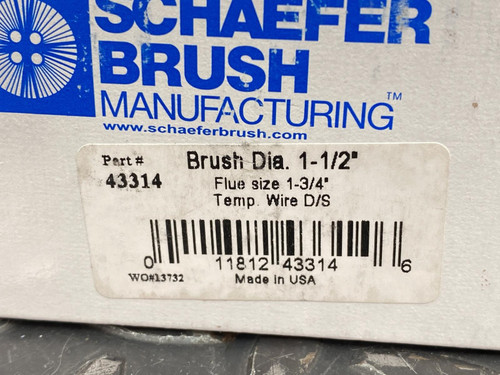 SCHAEFER
BRUSH
MANUFACTURING™
www.schaeferbrush.com
Part # Brush Dia. 1-1/2"
43314 Flue size 1-3/4"
Temp. Wire D/S
0 11812 43314 6
WO#13732 Made in USA